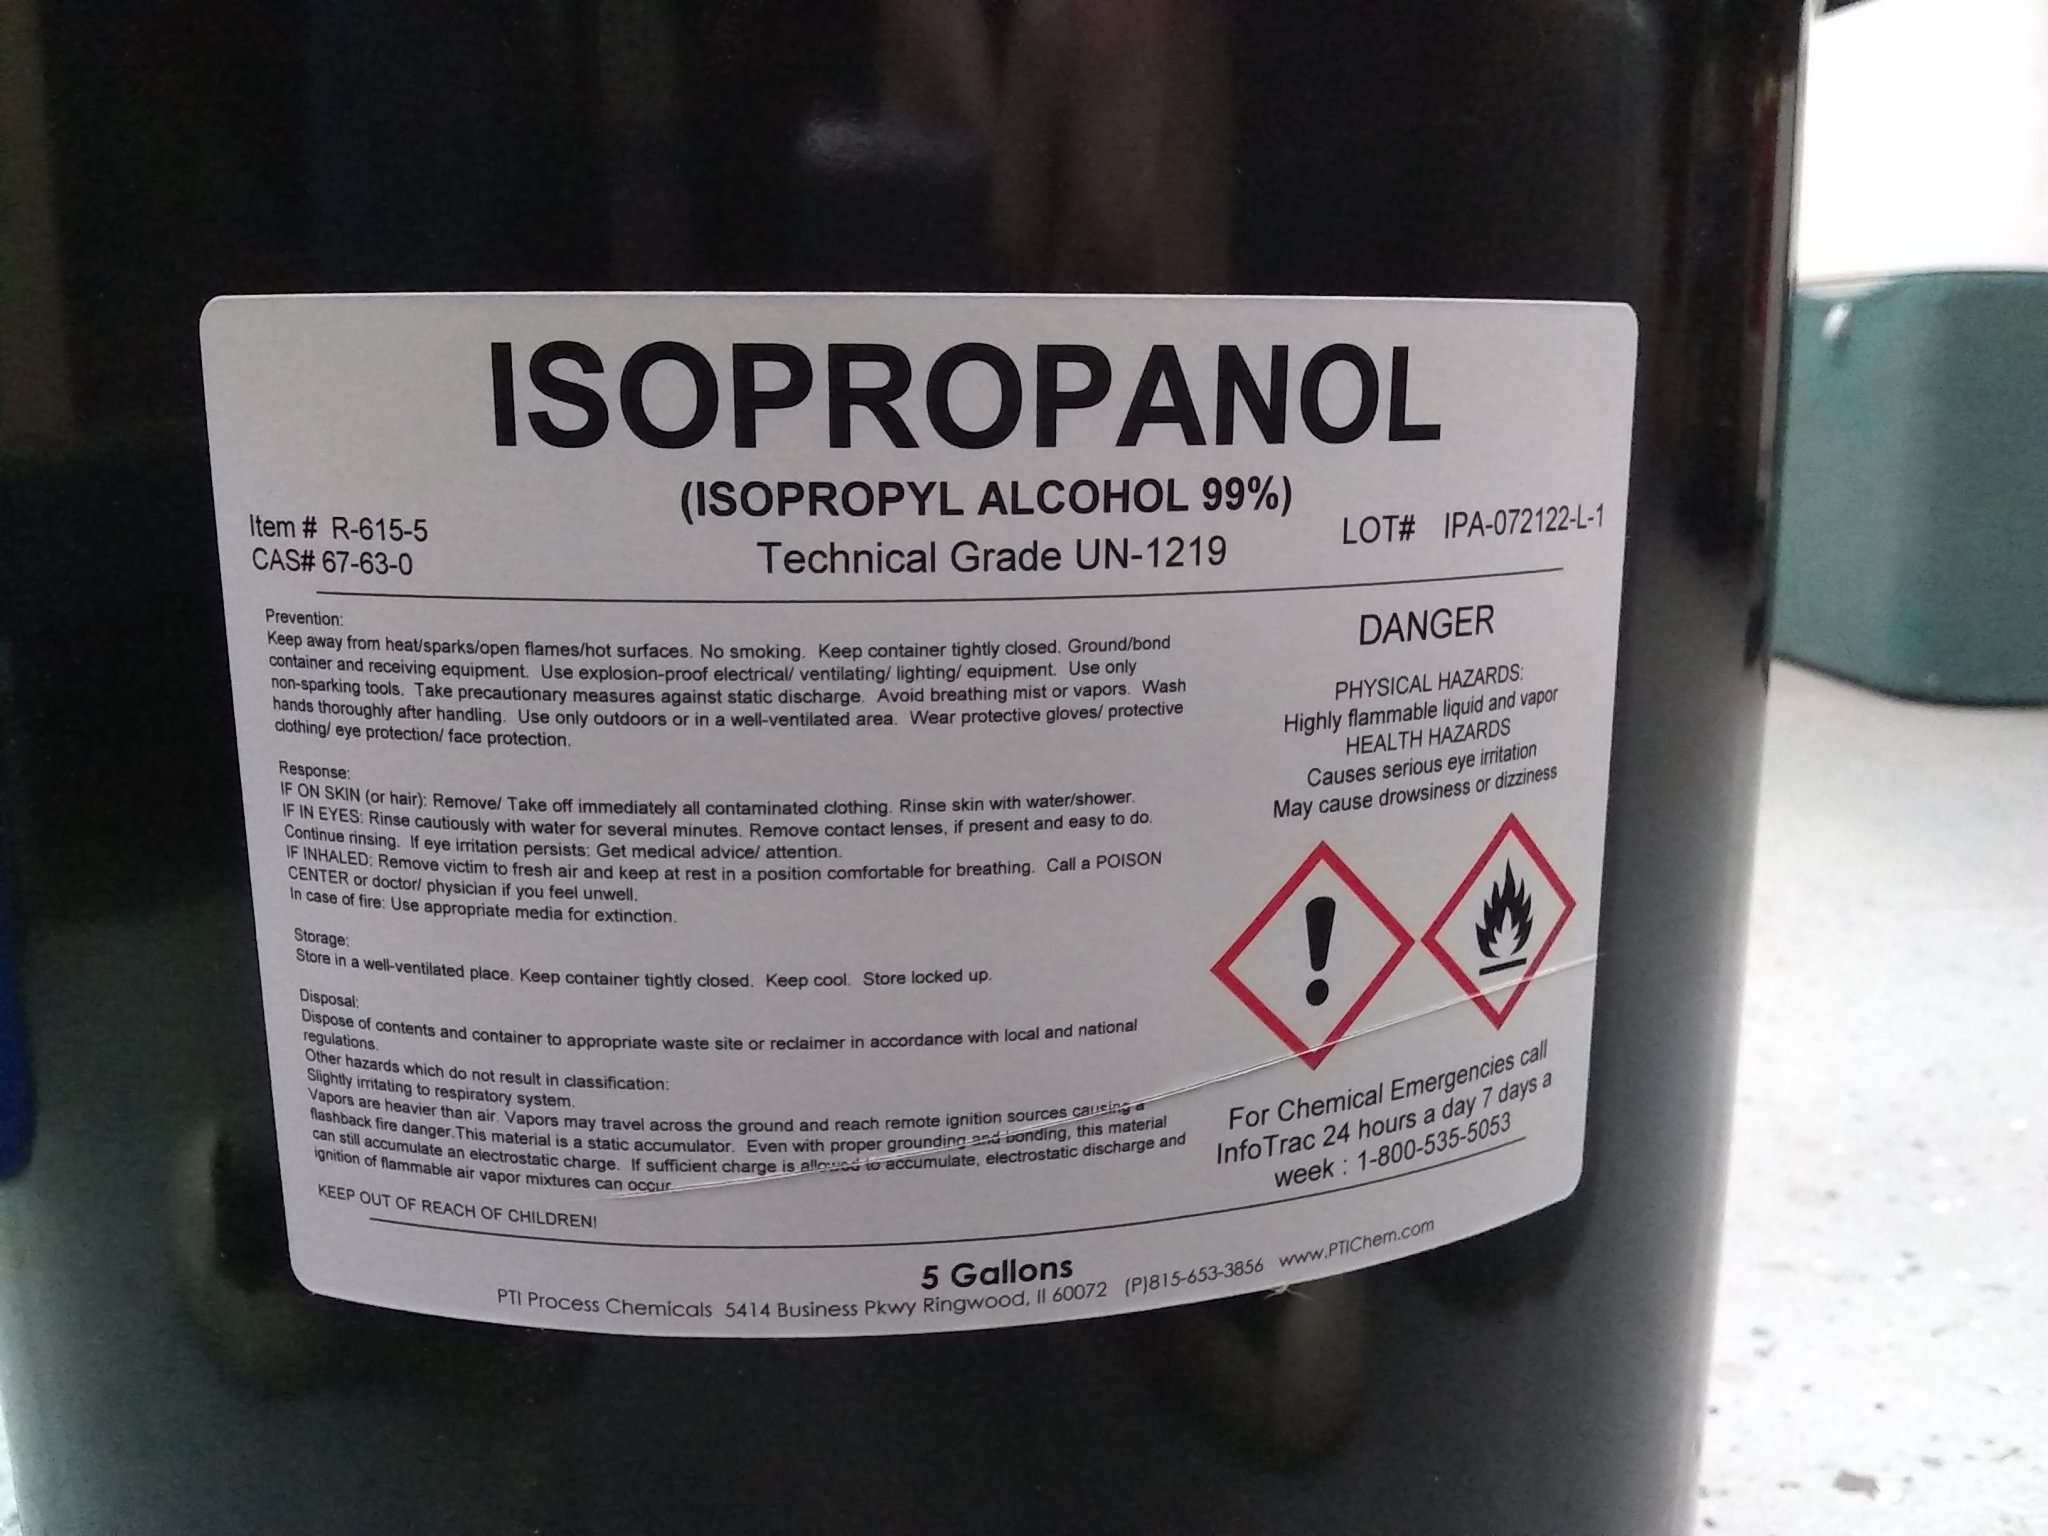 ISOPROPANOL
(ISOPROPYL ALCOHOL 99%)
Item # R-615-5
CAS# 67-63-0
Technical Grade UN-1219
LOT# IPA-072122-L-1
Prevention:
Keep away from heat/sparks/open flames/hot surfaces. No smoking. Keep container tightly closed. Ground/bond
container and receiving equipment. Use explosion-proof electrical/ ventilating/ lighting/ equipment. Use only
non-sparking tools. Take precautionary measures against static discharge. Avoid breathing mist or vapors. Wash
hands thoroughly after handling. Use only outdoors or in a well-ventilated area. Wear protective gloves/ protective
clothing/ eye protection/ face protection.
Response:
IF ON SKIN (or hair): Remove/ Take off immediately all contaminated clothing. Rinse skin with water/shower.
IF IN EYES: Rinse cautiously with water for several minutes. Remove contact lenses, if present and easy to do.
Continue rinsing. If eye irritation persists: Get medical advice/ attention.
IF INHALED: Remove victim to fresh air and keep at rest in a position comfortable for breathing. Call a POISON
CENTER or doctor/ physician if you feel unwell.
In case of fire: Use appropriate media for extinction.
Storage:
Store in a well-ventilated place. Keep container tightly closed. Keep cool. Store locked up.
Disposal:
Dispose of contents and container to appropriate waste site or reclaimer in accordance with local and national
regulations.
Other hazards which do not result in classification:
Slightly irritating to respiratory system.
Vapors are heavier than air. Vapors may travel across the ground and reach remote ignition sources causing a
flashback fire danger.This material is a static accumulator. Even with proper grounding and bonding, this material
can still accumulate an electrostatic charge. If sufficient charge is allowed to accumulate, electrostatic discharge and
ignition of flammable air vapor mixtures can occur
KEEP OUT OF REACH OF CHILDREN!
DANGER
PHYSICAL HAZARDS:
Highly flammable liquid and vapor
HEALTH HAZARDS
Causes serious eye irritation
May cause drowsiness or dizziness
For Chemical Emergencies call
InfoTrac 24 hours a day 7 days a
week : 1-800-535-5053
5 Gallons
PTI Process Chemicals 5414 Business Pkwy Ringwood, Il 60072 (P)815-653-3856 www.PTIChem.com